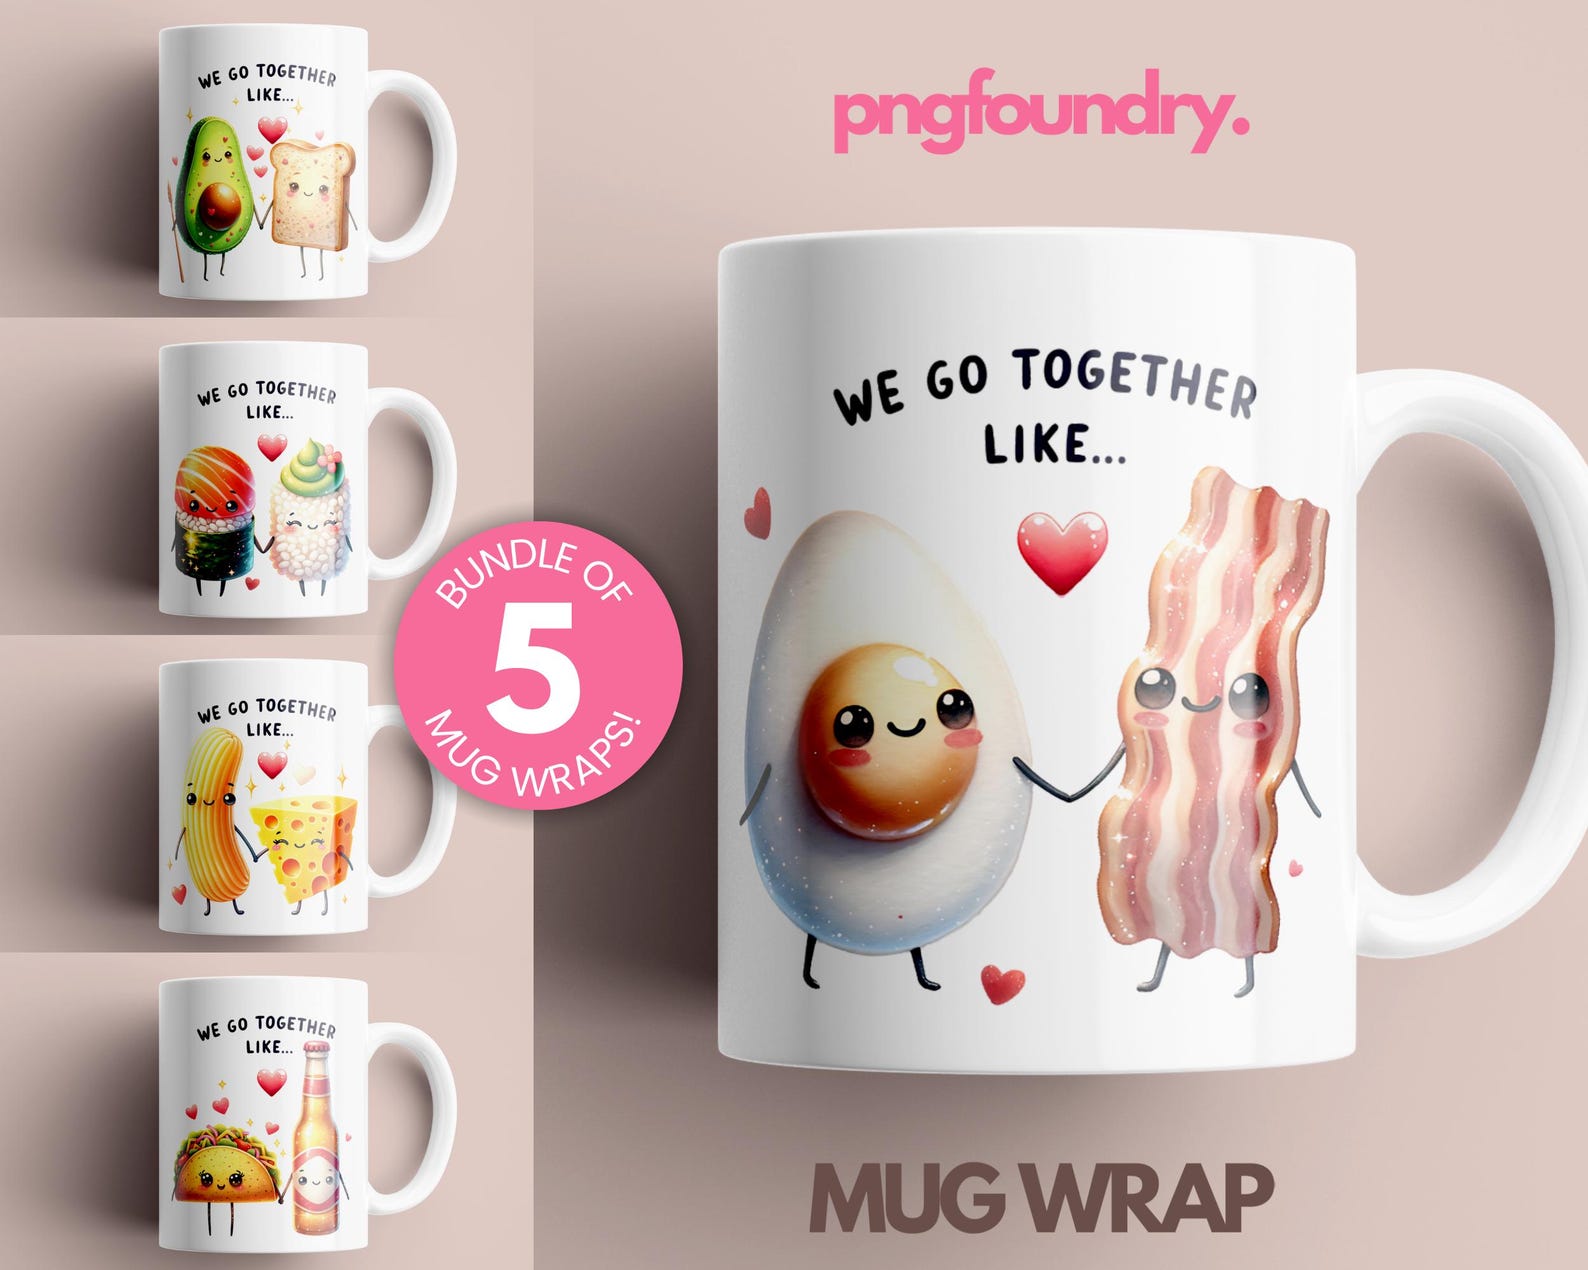 WE GO TOGETHER
LIKE...
WE GO TOGETHER
LIKE...
WE GO TOGETHER
LIKE...
WE GO TOGETHER
LIKE...
BUNDLE OF
5
MUG WRAPS!
pngfoundry.
WE GO TOGETHER
LIKE...
MUG WRAP